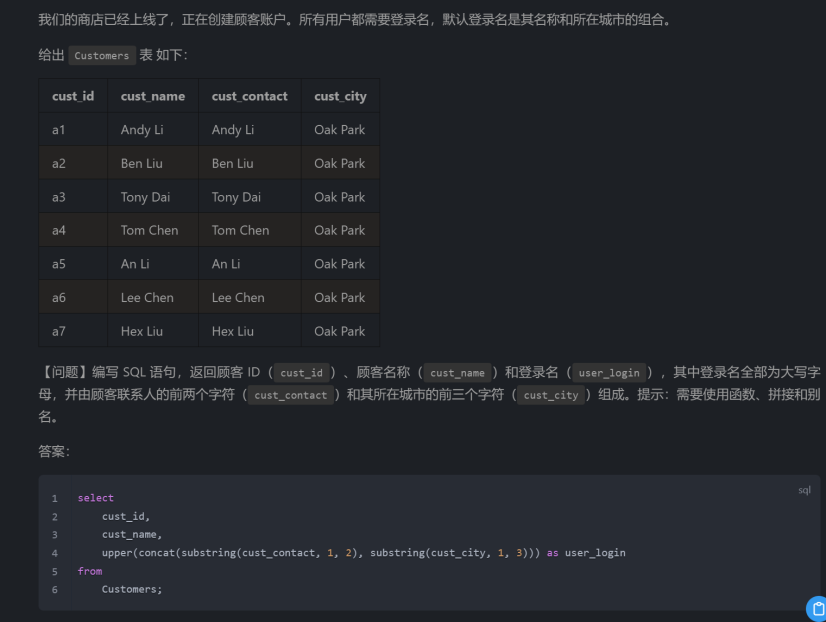 我们的商店已经上线了，正在创建顾客账户。所有用户都需要登录名，默认登录名是其名称和所在城市的组合。
给出 Customers 表 如下：
cust_id cust_name cust_contact cust_city
a1 Andy Li Andy Li Oak Park
a2 Ben Liu Ben Liu Oak Park
a3 Tony Dai Tony Dai Oak Park
a4 Tom Chen Tom Chen Oak Park
a5 An Li An Li Oak Park
a6 Lee Chen Lee Chen Oak Park
a7 Hex Liu Hex Liu Oak Park
【问题】编写 SQL 语句，返回顾客 ID（ cust_id ）、顾客名称（ cust_name ）和登录名（ user_login ），其中登录名全部为大写字
母，并由顾客联系人的前两个字符（ cust_contact ）和其所在城市的前三个字符（ cust_city ）组成。提示：需要使用函数、拼接和别
名。
答案：
sql
1 select
2 cust_id,
3 cust_name,
4 upper(concat(substring(cust_contact, 1, 2), substring(cust_city, 1, 3))) as user_login
5 from
6 Customers;